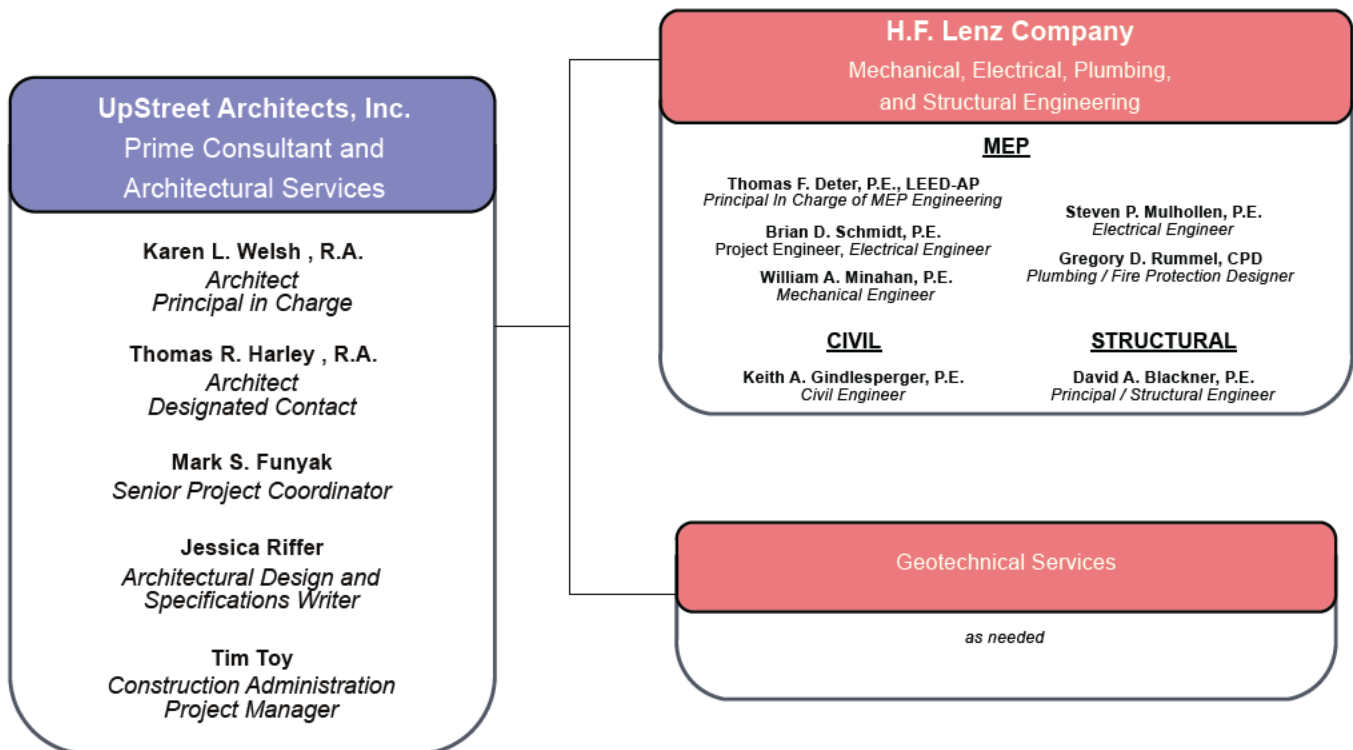 UpStreet Architects, Inc.
Prime Consultant and
Architectural Services
Karen L. Welsh , R.A.
Architect
Principal in Charge
Thomas R. Harley , R.A.
Architect
Designated Contact
Mark S. Funyak
Senior Project Coordinator
Jessica Riffer
Architectural Design and
Specifications Writer
Tim Toy
Construction Administration
Project Manager
H.F. Lenz Company
Mechanical, Electrical, Plumbing,
and Structural Engineering
MEP
Thomas F. Deter, P.E., LEED-AP
Principal In Charge of MEP Engineering
Brian D. Schmidt, P.E.
Project Engineer, Electrical Engineer
William A. Minahan, P.E.
Mechanical Engineer
Steven P. Mulhollen, P.E.
Electrical Engineer
Gregory D. Rummel, CPD
Plumbing / Fire Protection Designer
CIVIL
Keith A. Gindlesperger, P.E.
Civil Engineer
STRUCTURAL
David A. Blackner, P.E.
Principal / Structural Engineer
Geotechnical Services
as needed